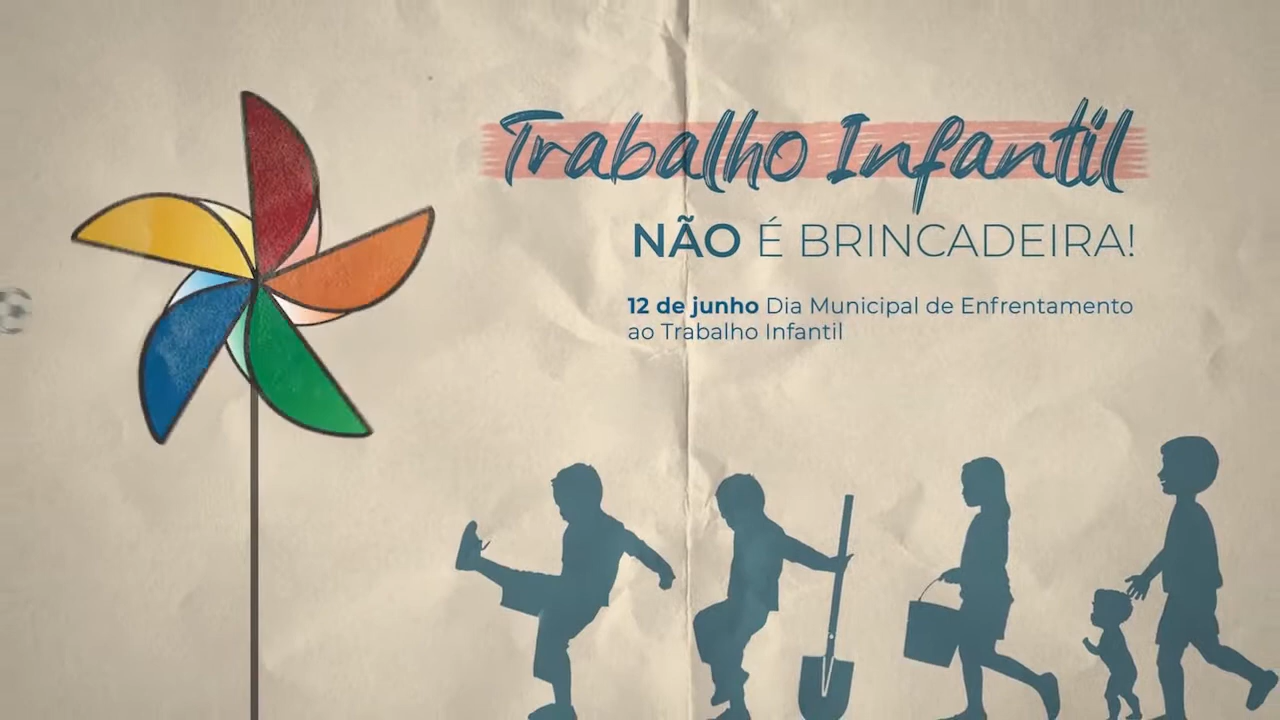 Trabalho Infantil
NÃO É BRINCADEIRA!
12 de junho Dia Municipal de Enfrentamento
ao Trabalho Infantil